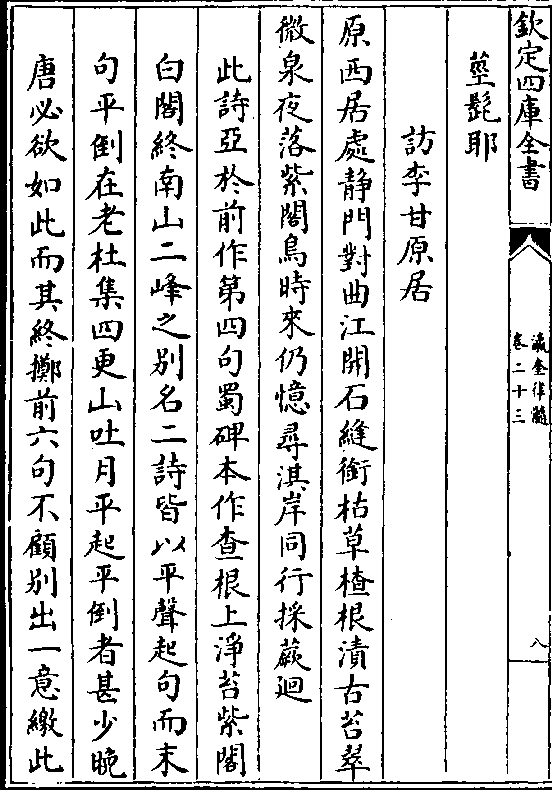 欽定四庫全書
瀛奎律髓
卷二十三
八
莖髭耶
訪李甘原居
原西居處静門對曲江開石縫衘枯草楂根漬古苔翠
微泉夜落紫閣鳥時來仍憶尋淇岸同行採蕨廻
此詩亞於前作第四句蜀碑本作查根上淨苔紫閣
白閣終南山二峰之别名二詩皆以平聲起句而末
句平倒在老杜集四更山吐月平起平倒者甚少晚
唐必欲如此而其終擲前六句不顧别出一意繳此